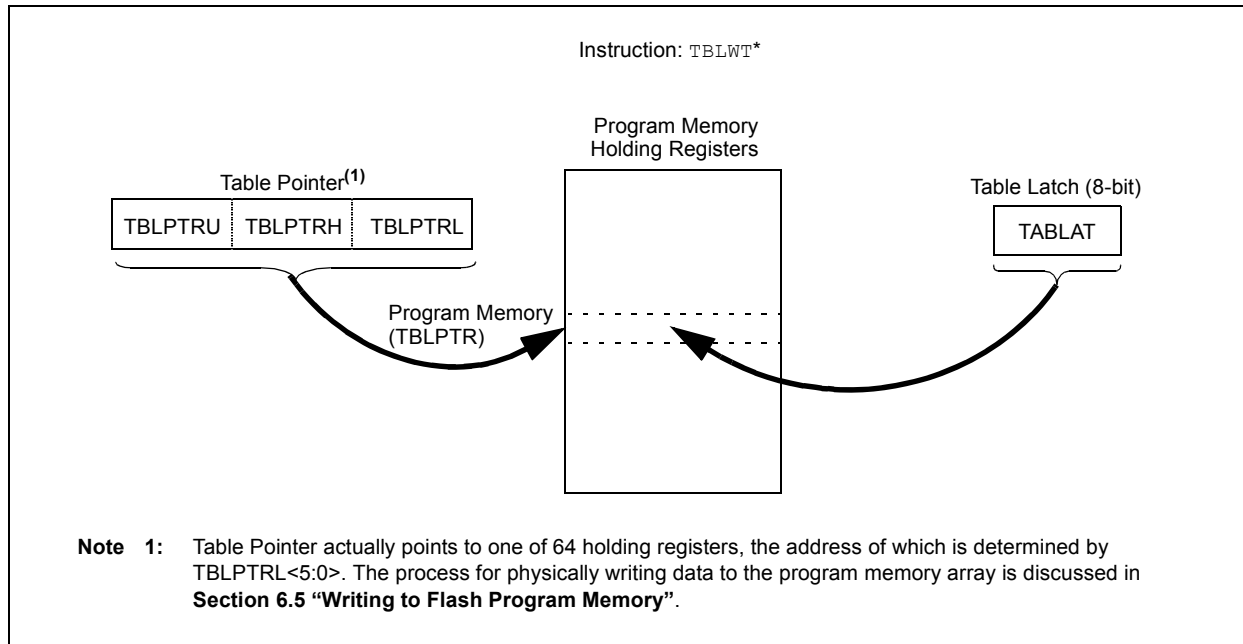 Instruction: TBLWT*
Program Memory
Holding Registers
Table Pointer(1)
Table Latch (8-bit)
TBLPTRU TBLPTRH TBLPTRL
TABLAT
Program Memory
(TBLPTR)
Note 1: Table Pointer actually points to one of 64 holding registers, the address of which is determined by
TBLPTRL<5:0>. The process for physically writing data to the program memory array is discussed in
Section 6.5 “Writing to Flash Program Memory”.